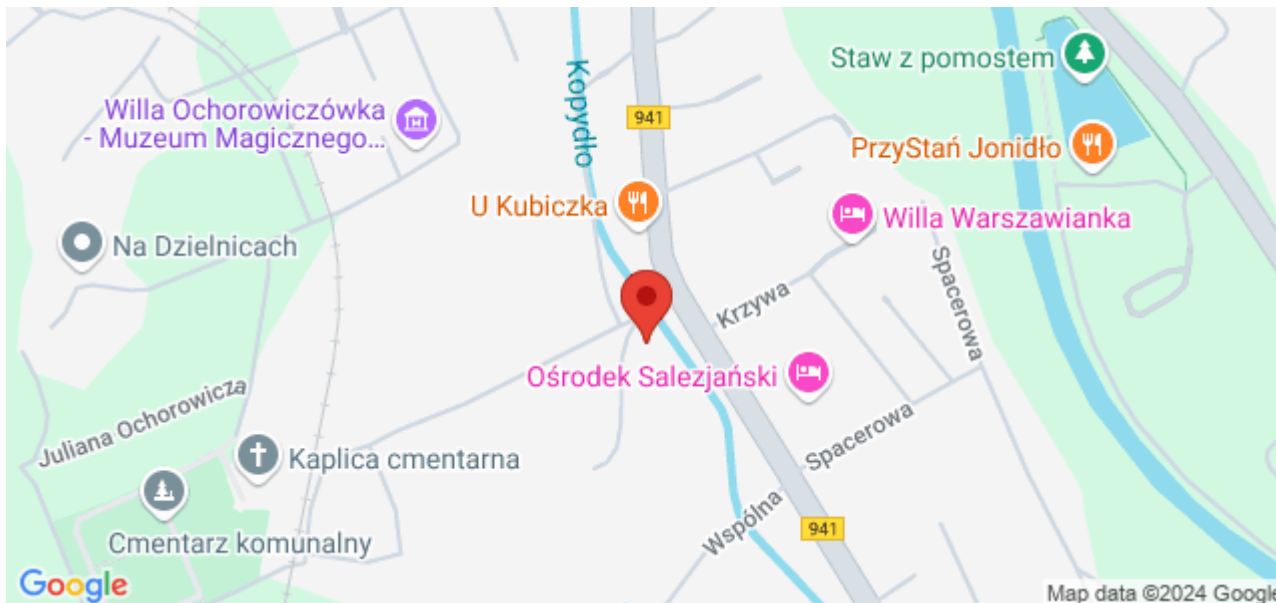 Kopydło
Staw z pomostem
Willa Ochorowiczówka
- Muzeum Magicznego...
941
PrzyStań Jonidło
U Kubiczka
Willa Warszawianka
Na Dzielnicach
Spacerowa
Krzywa
Ośrodek Salezjański
Juliana Ochorowicza
Spacerowa
Kaplica cmentarna
Wspólna
941
Cmentarz komunalny
Google
Map data ©2024 Google